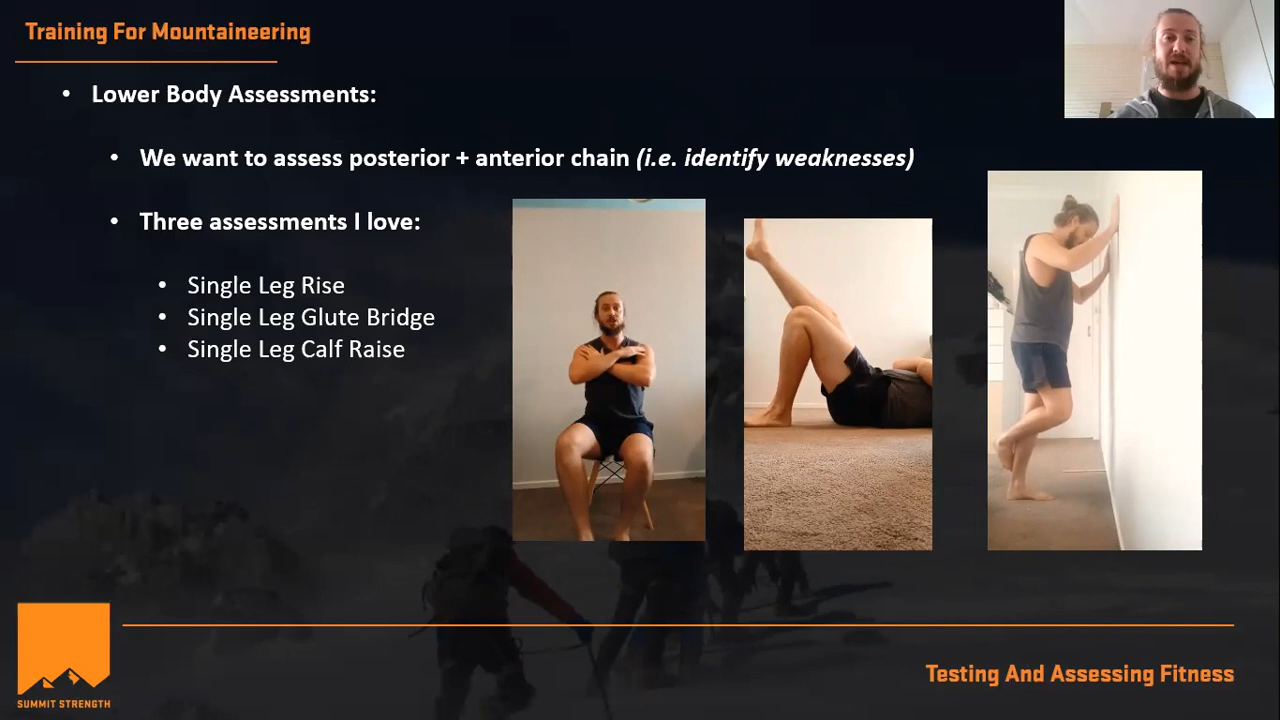 Training For Mountaineering
• Lower Body Assessments:
• We want to assess posterior + anterior chain (i.e. identify weaknesses)
• Three assessments I love:
• Single Leg Rise
• Single Leg Glute Bridge
• Single Leg Calf Raise
SUMMIT STRENGTH
Testing And Assessing Fitness